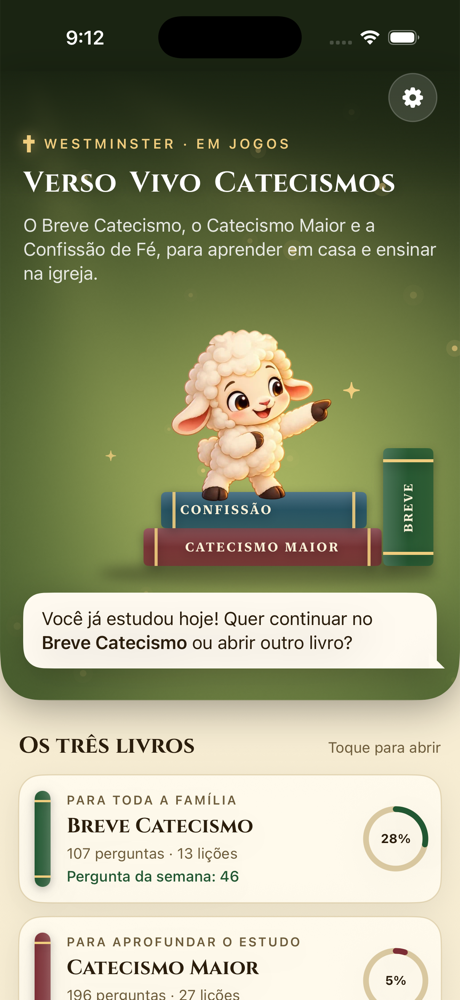 9:12
WESTMINSTER · EM JOGOS
Verso Vivo Catecismos
O Breve Catecismo, o Catecismo Maior e a
Confissão de Fé, para aprender em casa e ensinar
na igreja.
CONFISSÃO
CATECISMO MAIOR
BREVE
Você já estudou hoje! Quer continuar no
Breve Catecismo ou abrir outro livro?
Os três livros
Toque para abrir
PARA TODA A FAMÍLIA
Breve Catecismo
107 perguntas · 13 lições
Pergunta da semana: 46
28%
PARA APROFUNDAR O ESTUDO
Catecismo Maior
196 perguntas · 27 lições
5%